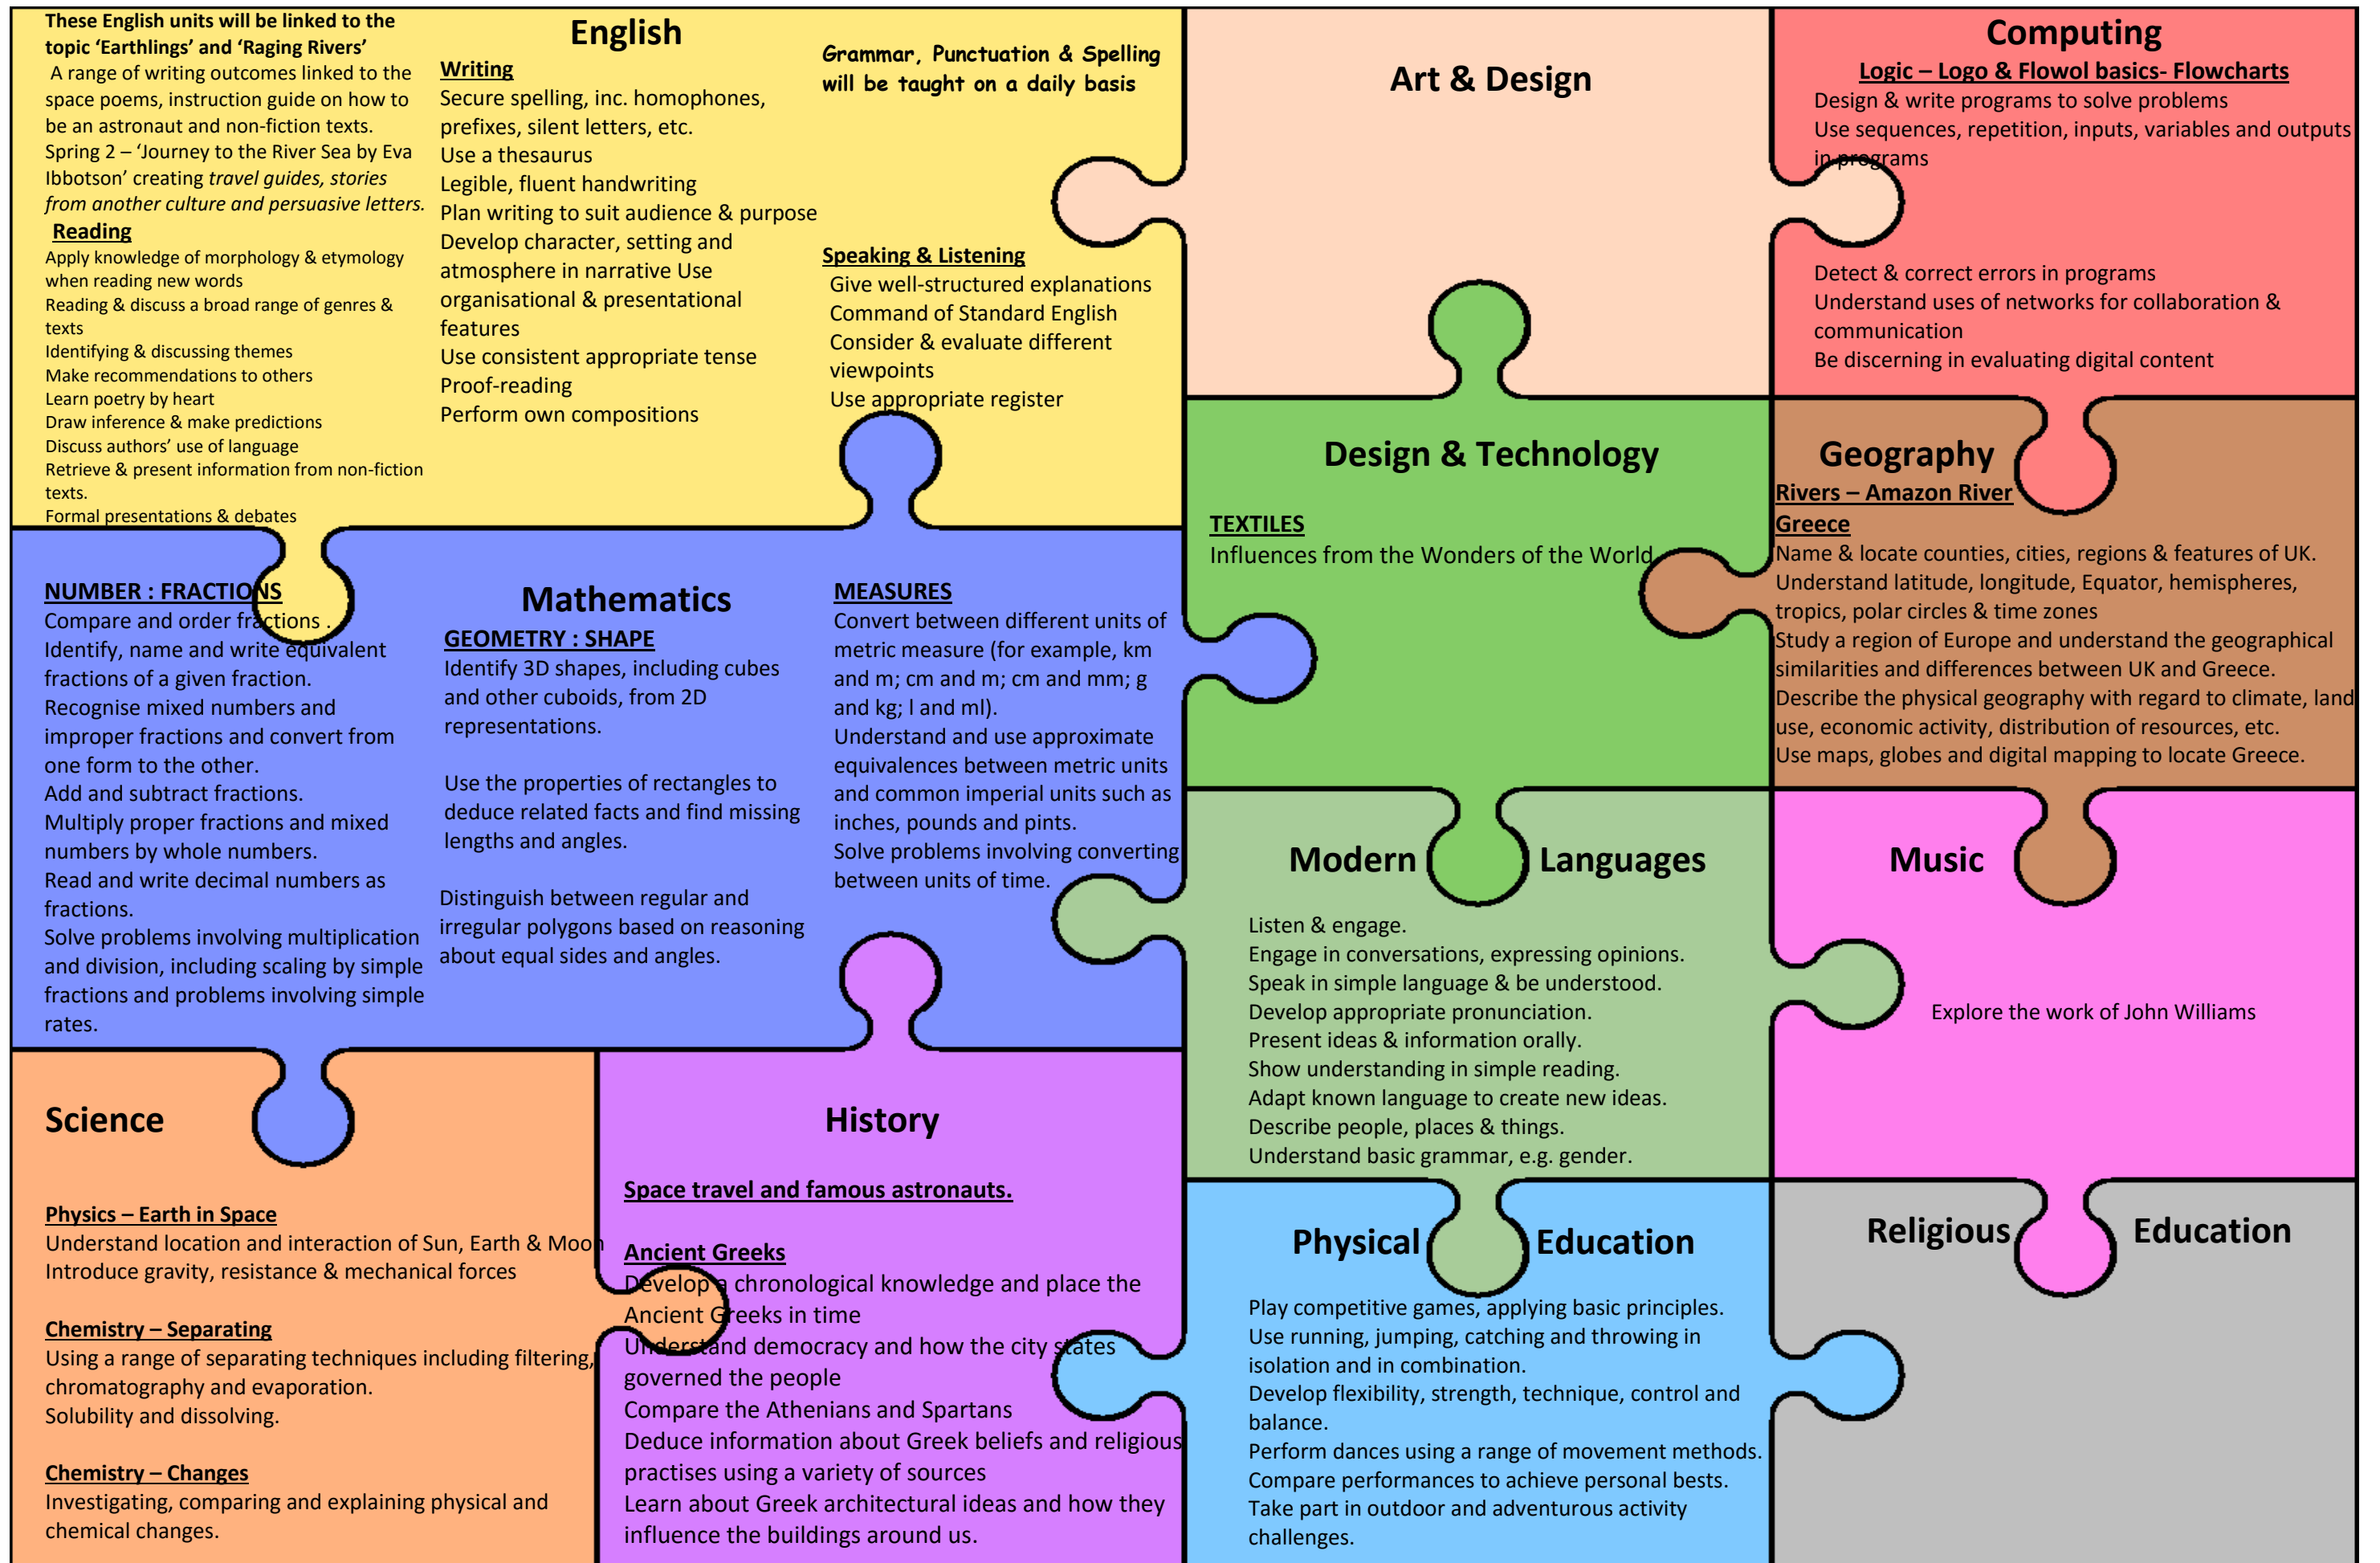 These English units will be linked to the
topic ‘Earthlings’ and ‘Raging Rivers’
A range of writing outcomes linked to the
space poems, instruction guide on how to
be an astronaut and non-fiction texts.
Spring 2 – ‘Journey to the River Sea by Eva
Ibbotson’ creating travel guides, stories
from another culture and persuasive letters.
Reading
Apply knowledge of morphology & etymology
when reading new words
Reading & discuss a broad range of genres &
texts
Identifying & discussing themes
Make recommendations to others
Learn poetry by heart
Draw inference & make predictions
Discuss authors’ use of language
Retrieve & present information from non-fiction
texts.
Formal presentations & debates
English
Writing
Secure spelling, inc. homophones,
prefixes, silent letters, etc.
Use a thesaurus
Legible, fluent handwriting
Plan writing to suit audience & purpose
Develop character, setting and
atmosphere in narrative Use
organisational & presentational
features
Use consistent appropriate tense
Proof-reading
Perform own compositions
Grammar, Punctuation & Spelling
will be taught on a daily basis
Speaking & Listening
Give well-structured explanations
Command of Standard English
Consider & evaluate different
viewpoints
Use appropriate register
Art & Design
Computing
Logic – Logo & Flowol basics- Flowcharts
Design & write programs to solve problems
Use sequences, repetition, inputs, variables and outputs
in programs
Detect & correct errors in programs
Understand uses of networks for collaboration &
communication
Be discerning in evaluating digital content
Design & Technology
TEXTILES
Influences from the Wonders of the World
Geography
Rivers – Amazon River
Greece
Name & locate counties, cities, regions & features of UK.
Understand latitude, longitude, Equator, hemispheres,
tropics, polar circles & time zones
Study a region of Europe and understand the geographical
similarities and differences between UK and Greece.
Describe the physical geography with regard to climate, land
use, economic activity, distribution of resources, etc.
Use maps, globes and digital mapping to locate Greece.
NUMBER : FRACTIONS
Compare and order fractions .
Identify, name and write equivalent
fractions of a given fraction.
Recognise mixed numbers and
improper fractions and convert from
one form to the other.
Add and subtract fractions.
Multiply proper fractions and mixed
numbers by whole numbers.
Read and write decimal numbers as
fractions.
Solve problems involving multiplication
and division, including scaling by simple
fractions and problems involving simple
rates.
Mathematics
GEOMETRY : SHAPE
Identify 3D shapes, including cubes
and other cuboids, from 2D
representations.
Use the properties of rectangles to
deduce related facts and find missing
lengths and angles.
Distinguish between regular and
irregular polygons based on reasoning
about equal sides and angles.
MEASURES
Convert between different units of
metric measure (for example, km
and m; cm and m; cm and mm; g
and kg; l and ml).
Understand and use approximate
equivalences between metric units
and common imperial units such as
inches, pounds and pints.
Solve problems involving converting
between units of time.
Modern Languages
Listen & engage.
Engage in conversations, expressing opinions.
Speak in simple language & be understood.
Develop appropriate pronunciation.
Present ideas & information orally.
Show understanding in simple reading.
Adapt known language to create new ideas.
Describe people, places & things.
Understand basic grammar, e.g. gender.
Music
Explore the work of John Williams
Science
Physics – Earth in Space
Understand location and interaction of Sun, Earth & Moon
Introduce gravity, resistance & mechanical forces
Chemistry – Separating
Using a range of separating techniques including filtering,
chromatography and evaporation.
Solubility and dissolving.
Chemistry – Changes
Investigating, comparing and explaining physical and
chemical changes.
History
Space travel and famous astronauts.
Ancient Greeks
Develop a chronological knowledge and place the
Ancient Greeks in time
Understand democracy and how the city states
governed the people
Compare the Athenians and Spartans
Deduce information about Greek beliefs and religious
practises using a variety of sources
Learn about Greek architectural ideas and how they
influence the buildings around us.
Physical Education
Play competitive games, applying basic principles.
Use running, jumping, catching and throwing in
isolation and in combination.
Develop flexibility, strength, technique, control and
balance.
Perform dances using a range of movement methods.
Compare performances to achieve personal bests.
Take part in outdoor and adventurous activity
challenges.
Religious Education